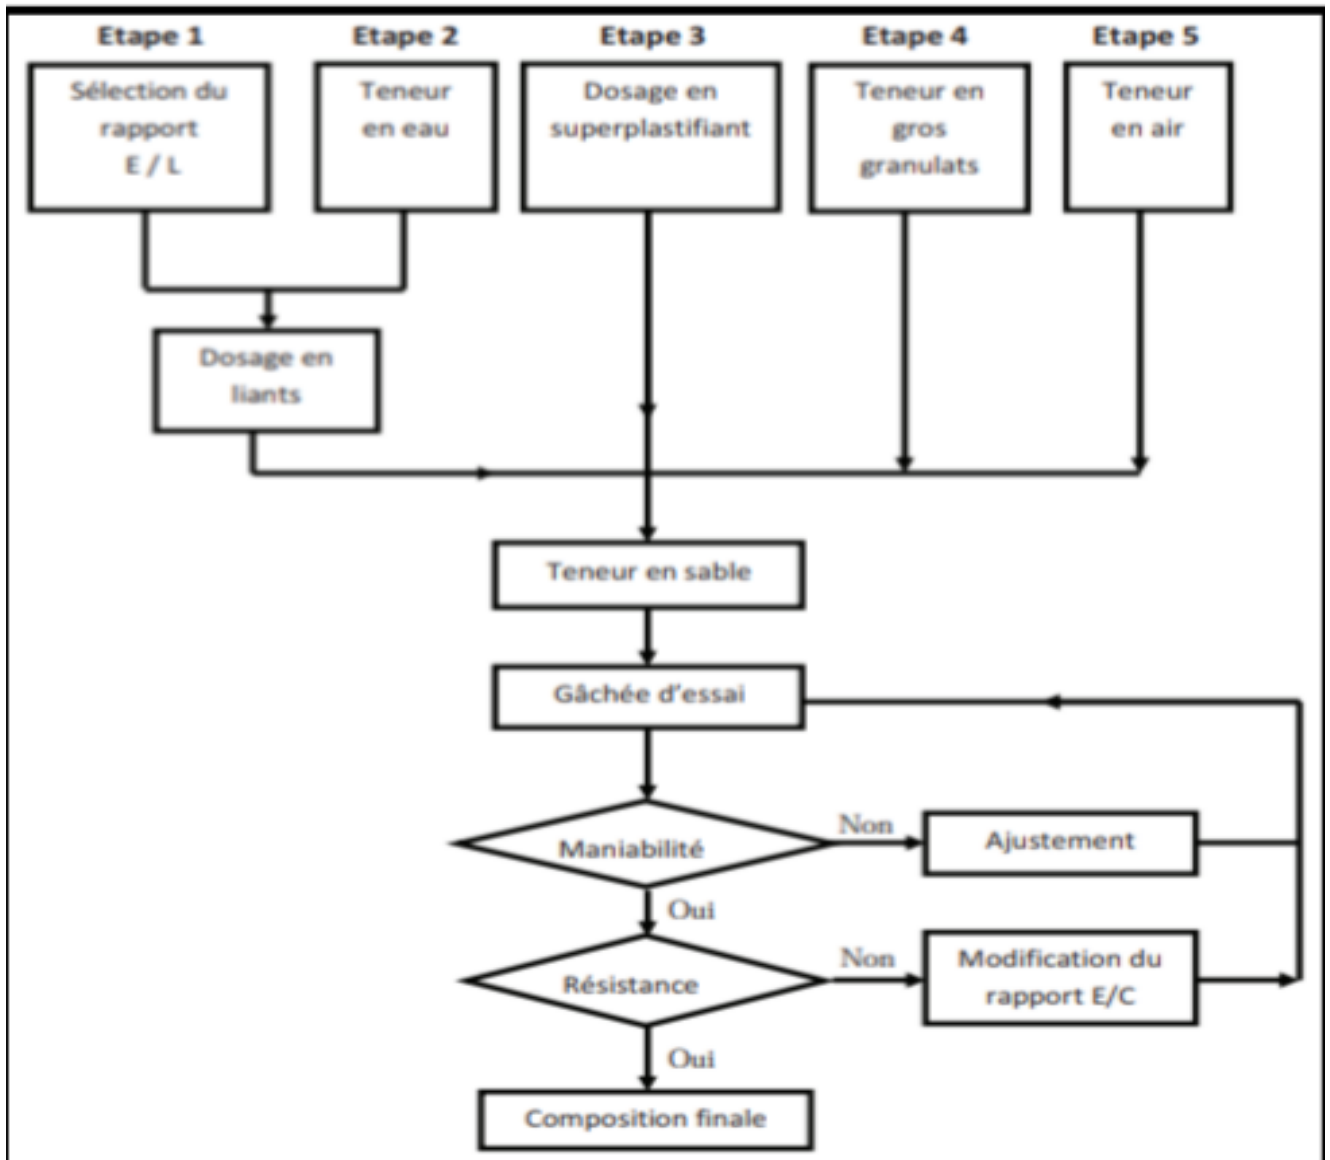 Etape 1
Etape 2
Etape 3
Etape 4
Etape 5
Sélection du
rapport
E / L
Teneur
en eau
Dosage en
superplastifiant
Teneur en
gros
granulats
Teneur
en air
Dosage en
liants
Teneur en sable
Gâchée d'essai
Maniabilité
Non
Ajustement
Oui
Résistance
Non
Modification du
rapport E/C
Oui
Composition finale